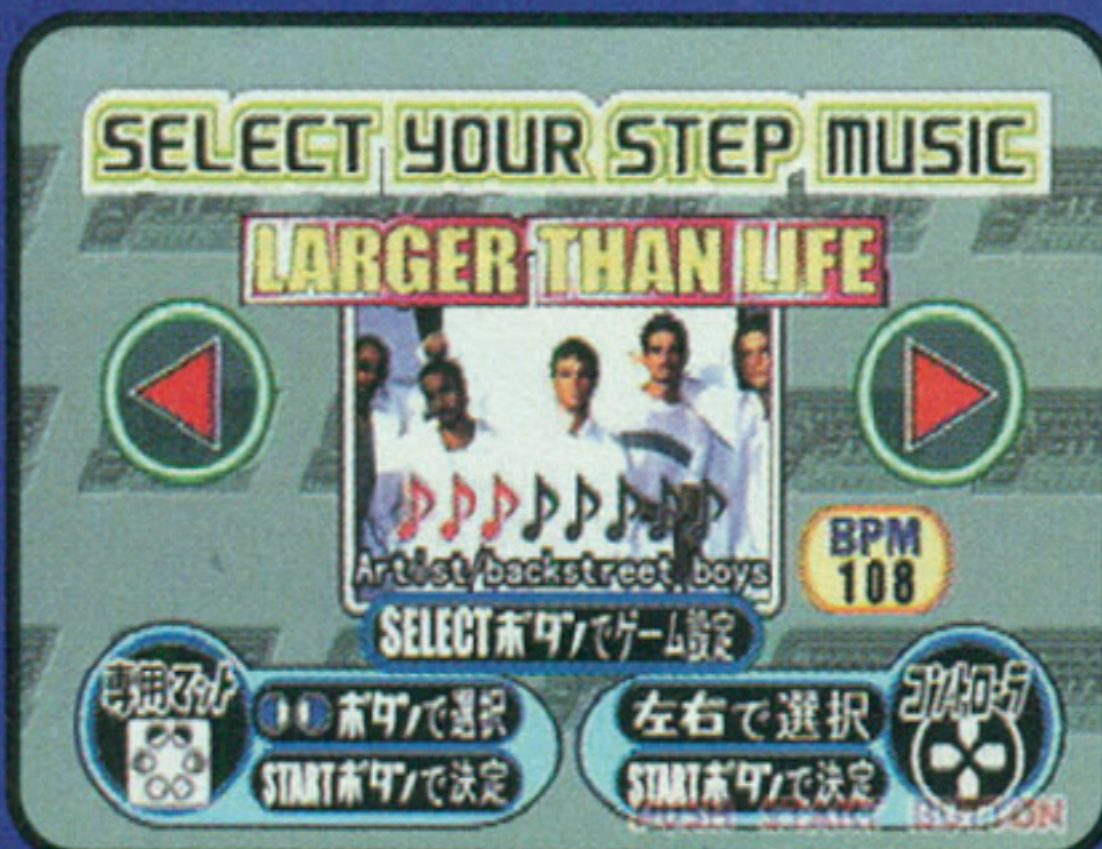 SELECT YOUR STEP MUSIC
LARGER THAN LIFE
Artist/backstreet boys
BPM
108
SELECTボタンでゲーム設定
専用マット
ボタンで選択
STARTボタンで決定
左右で選択
STARTボタンで決定
コントローラ
PUSH START BUTTON